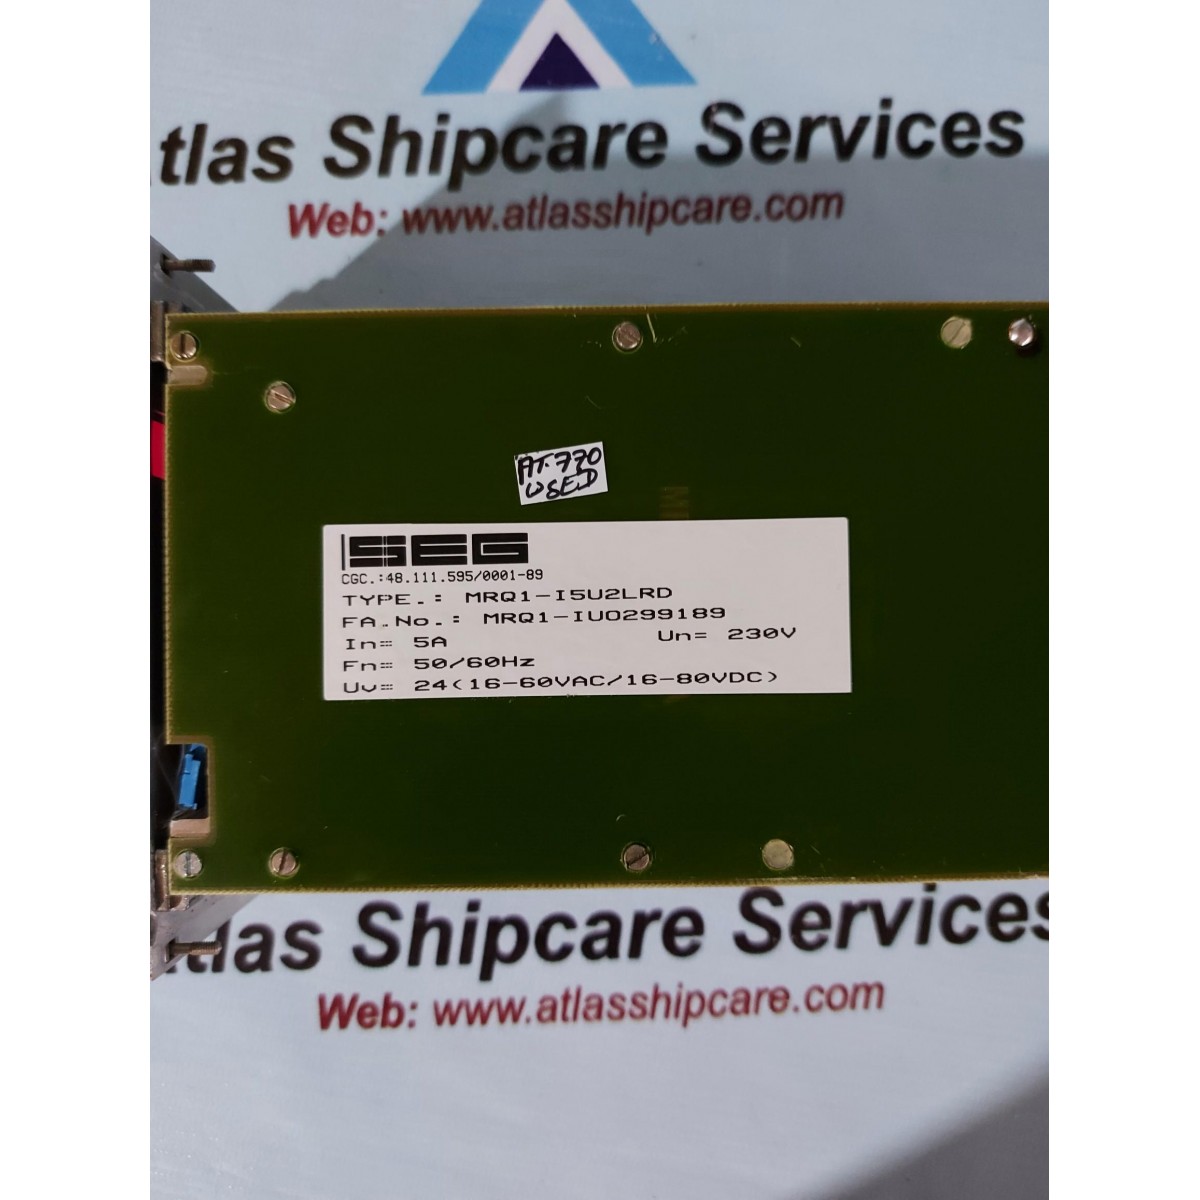 tlas Shipcare Services
Web: www.atlasshipcare.com
AT-770
USED
SEG
CGC.:48.111.595/0001-89
TYPE.: MRQ1-I5U2LRD
FA.No.: MRQ1-IU0299189
In= 5A Un= 230V
Fn= 50/60Hz
Uv= 24(16-60VAC/16-80VDC)
tlas Shipcare Services
Web: www.atlasshipcare.com